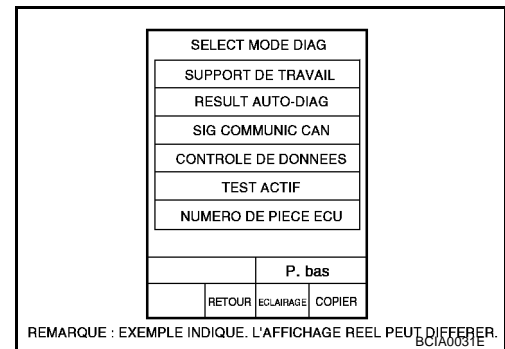 SELECT MODE DIAG
SUPPORT DE TRAVAIL
RESULT AUTO-DIAG
SIG COMMUNIC CAN
CONTROLE DE DONNEES
TEST ACTIF
NUMERO DE PIECE ECU
P. bas
RETOUR ECLAIRAGE COPIER
REMARQUE : EXEMPLE INDIQUE. L'AFFICHAGE REEL PEUT DIFFERER.
BCIA0031E